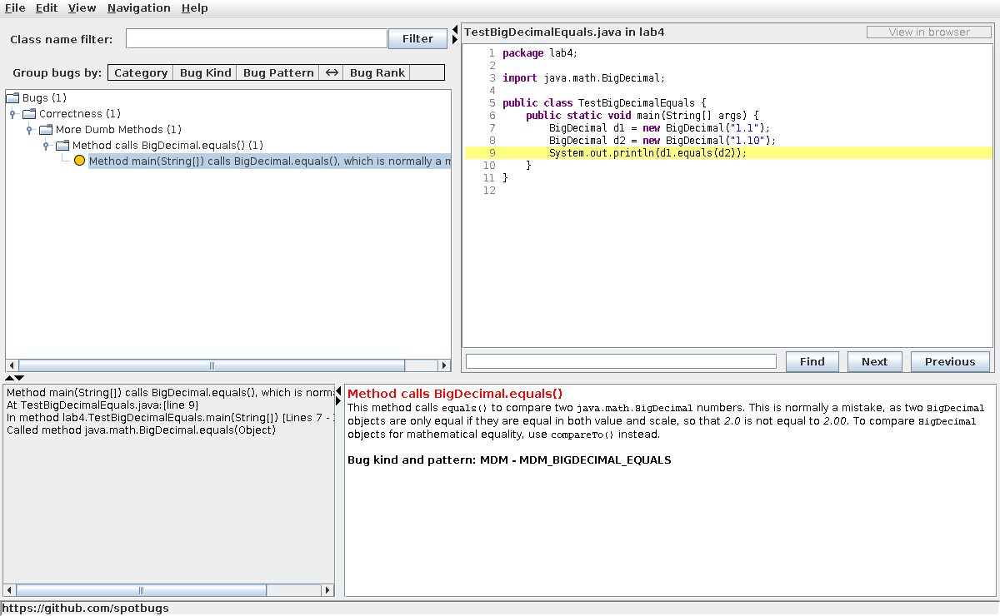 File Edit View Navigation Help
Class name filter: Filter
Group bugs by: Category Bug Kind Bug Pattern ↔ Bug Rank
Bugs (1)
Correctness (1)
More Dumb Methods (1)
Method calls BigDecimal.equals() (1)
Method main(String[]) calls BigDecimal.equals(), which is normally a m
TestBigDecimalEquals.java in lab4 View in browser
1 package lab4;
2
3 import java.math.BigDecimal;
4
5 public class TestBigDecimalEquals {
6 public static void main(String[] args) {
7 BigDecimal d1 = new BigDecimal("1.1");
8 BigDecimal d2 = new BigDecimal("1.10");
9 System.out.println(d1.equals(d2));
10 }
11 }
12
Find Next Previous
Method main(String[]) calls BigDecimal.equals(), which is norm
At TestBigDecimalEquals.java:[line 9]
In method lab4.TestBigDecimalEquals.main(String[]) [Lines 7 -
Called method java.math.BigDecimal.equals(Object)
Method calls BigDecimal.equals()
This method calls equals() to compare two java.math.BigDecimal numbers. This is normally a mistake, as two BigDecimal
objects are only equal if they are equal in both value and scale, so that 2.0 is not equal to 2.00. To compare BigDecimal
objects for mathematical equality, use compareTo() instead.
Bug kind and pattern: MDM - MDM_BIGDECIMAL_EQUALS
https://github.com/spotbugs